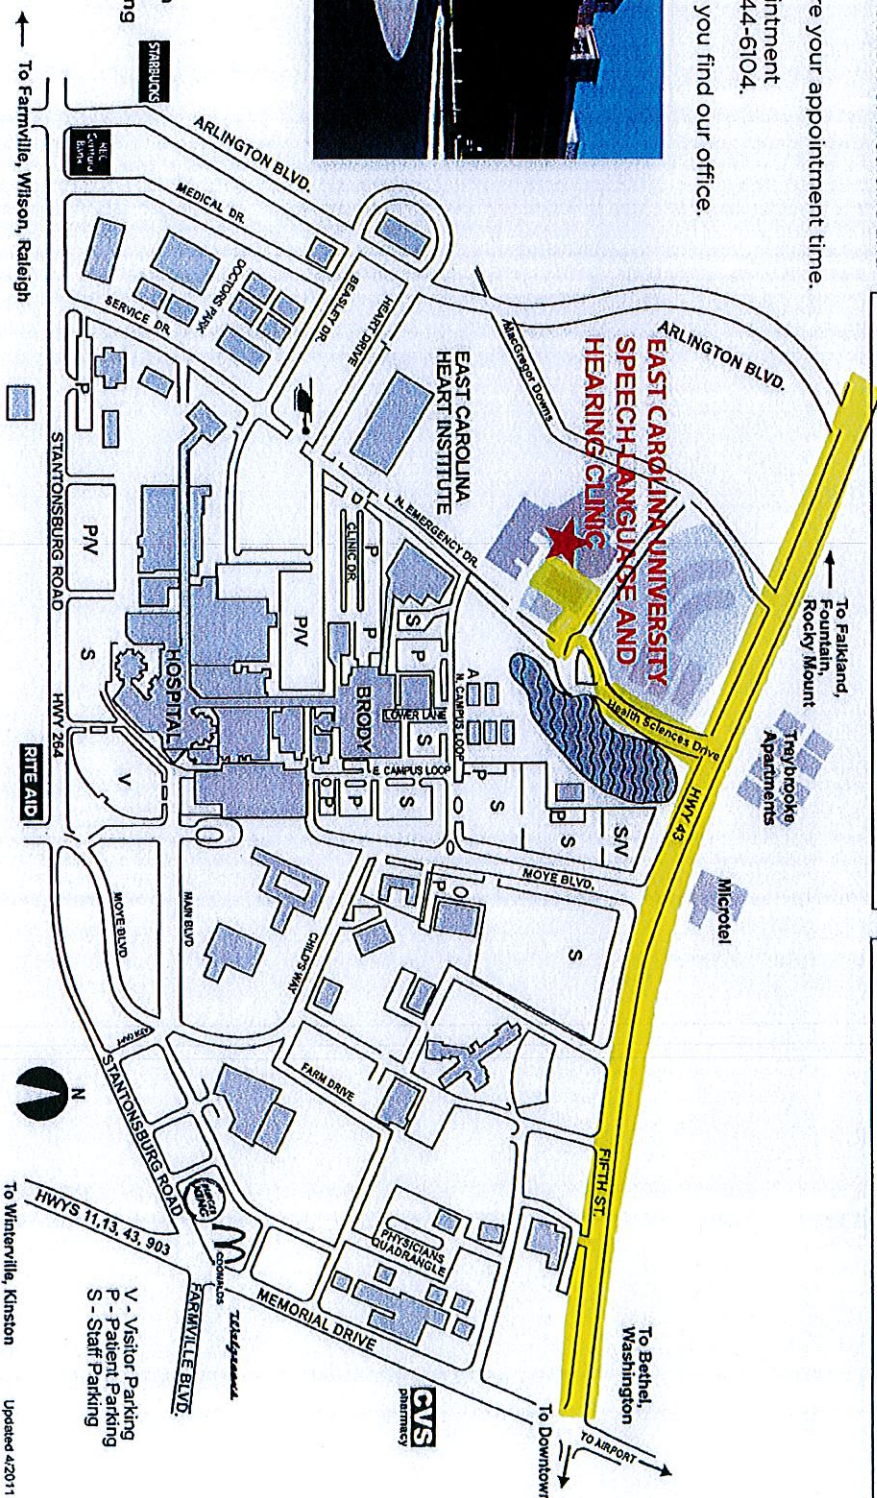 re your appointment time.
intment
44-6104.
you find our office.
ng
STARBUCKS
To Farmville, Wilson, Raleigh
ARLINGTON BLVD.
MEDICAL DR.
DOCTORS PARK
SERVICE DR.
BEASLEY DR.
HEART DRIVE
EAST CAROLINA
HEART INSTITUTE
MacGregor Downs
ARLINGTON BLVD.
EAST CAROLINA UNIVERSITY
SPEECH-LANGUAGE AND
HEARING CLINIC
To Falkland,
Fountain,
Rocky Mount
Treybrooke
Apartments
Microtel
Health Sciences Drive
HWY 43
N. EMERGENCY DR.
CLINIC DR.
P
P
P
S
P
P/V
P/V
S
STANTONSBURG ROAD
HWY 264
HOSPITAL
BRODY
LOWER LANE
A
N. CAMPUS LOOP
E. CAMPUS LOOP
S
S
P
P
P
S
P
S
S/V
V
RITE AID
MOYE BLVD.
P
S
MOYE BLVD
MAIN BLVD
CHILD'S WAY
FARM DRIVE
STANTONSBURG ROAD
N
FIFTH ST.
PHYSICIANS
QUADRANGLE
MEMORIAL DRIVE
HWYS 11, 13, 43, 903
FARMVILLE BLVD.
Walgreens
CVS
pharmacy
To Bethel,
Washington
TO AIRPORT
To Downtown
To Winterville, Kinston
V - Visitor Parking
P - Patient Parking
S - Staff Parking
Updated 4/2011